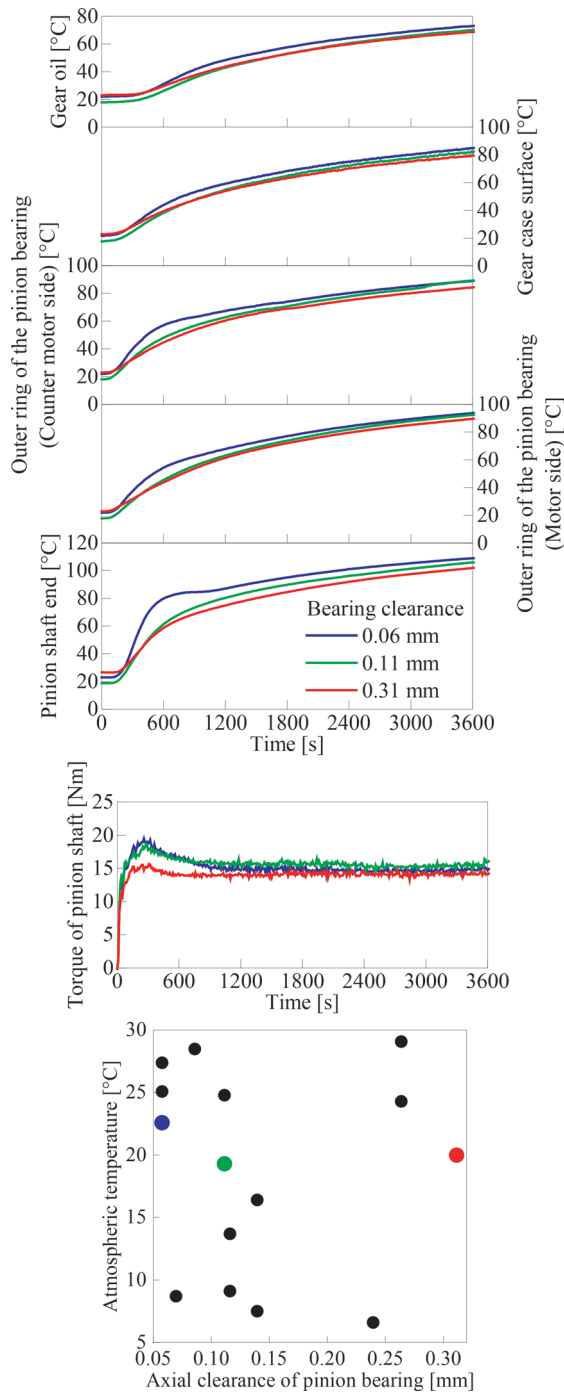 Gear oil [°C]
80
60
40
20
0
Gear case surface [°C]
100
80
60
40
20
0
Outer ring of the pinion bearing
(Counter motor side) [°C]
100
80
60
40
20
0
Outer ring of the pinion bearing
(Motor side) [°C]
100
80
60
40
20
0
Pinion shaft end [°C]
120
100
80
60
40
20
0
Bearing clearance
0.06 mm
0.11 mm
0.31 mm
0 600 1200 1800 2400 3000 3600
Time [s]
Torque of pinion shaft [Nm]
25
20
15
10
5
0
0 600 1200 1800 2400 3000 3600
Time [s]
Atmospheric temperature [°C]
30
25
20
15
10
5
0.05 0.10 0.15 0.20 0.25 0.30
Axial clearance of pinion bearing [mm]